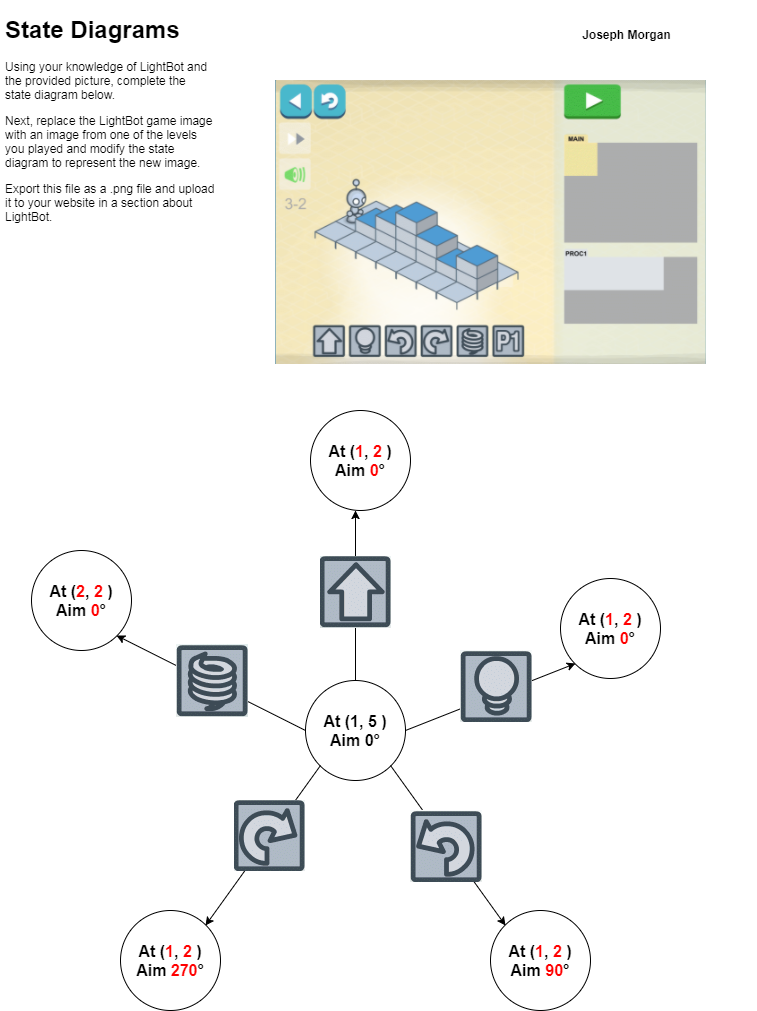 State Diagrams
Joseph Morgan
Using your knowledge of LightBot and
the provided picture, complete the
state diagram below.
Next, replace the LightBot game image
with an image from one of the levels
you played and modify the state
diagram to represent the new image.
Export this file as a .png file and upload
it to your website in a section about
LightBot.
MAIN
3-2
PROC1
P1
At (1, 2 )
Aim 0°
At (2, 2 )
Aim 0°
At (1, 2 )
Aim 0°
At (1, 5 )
Aim 0°
At (1, 2 )
Aim 270°
At (1, 2 )
Aim 90°